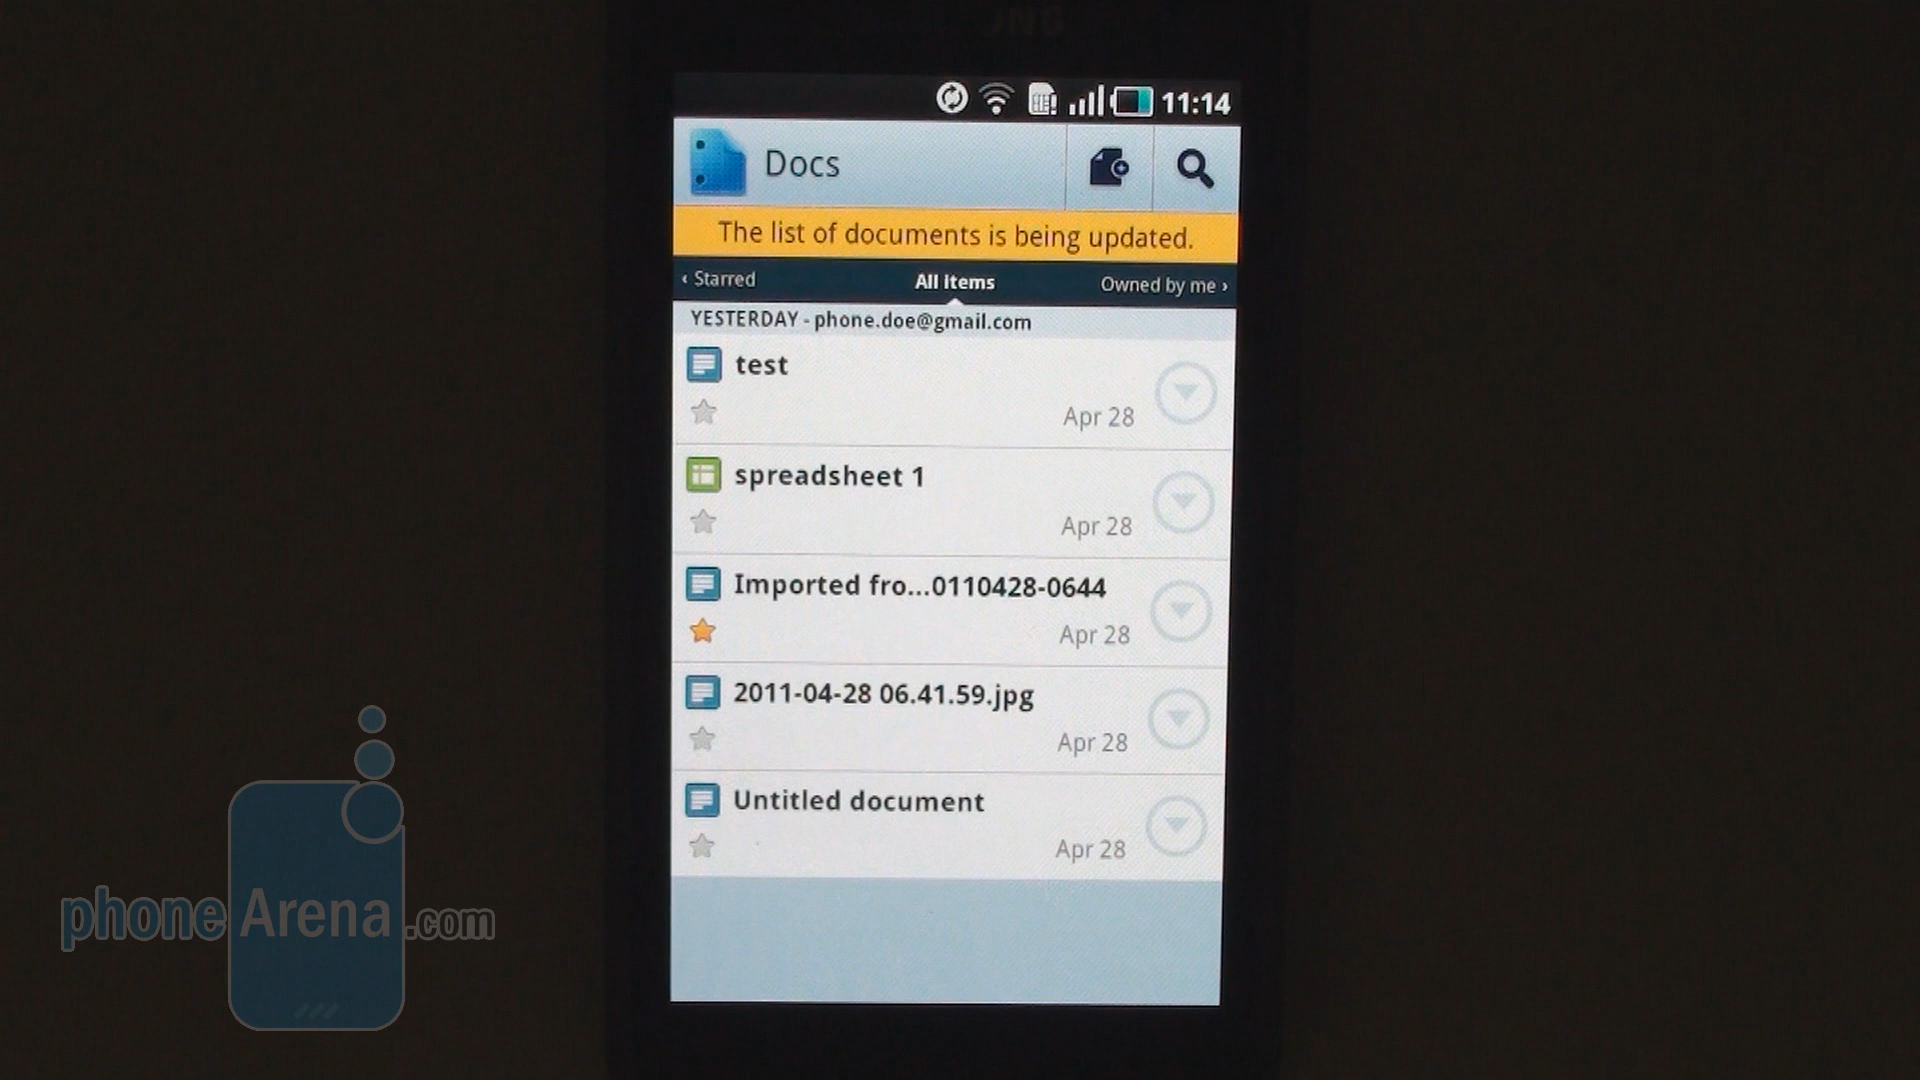 11:14
Docs
The list of documents is being updated.
‹ Starred All items Owned by me ›
YESTERDAY - phone.doe@gmail.com
test
Apr 28
spreadsheet 1
Apr 28
Imported fro...0110428-0644
Apr 28
2011-04-28 06.41.59.jpg
Apr 28
Untitled document
Apr 28
phoneArena.com